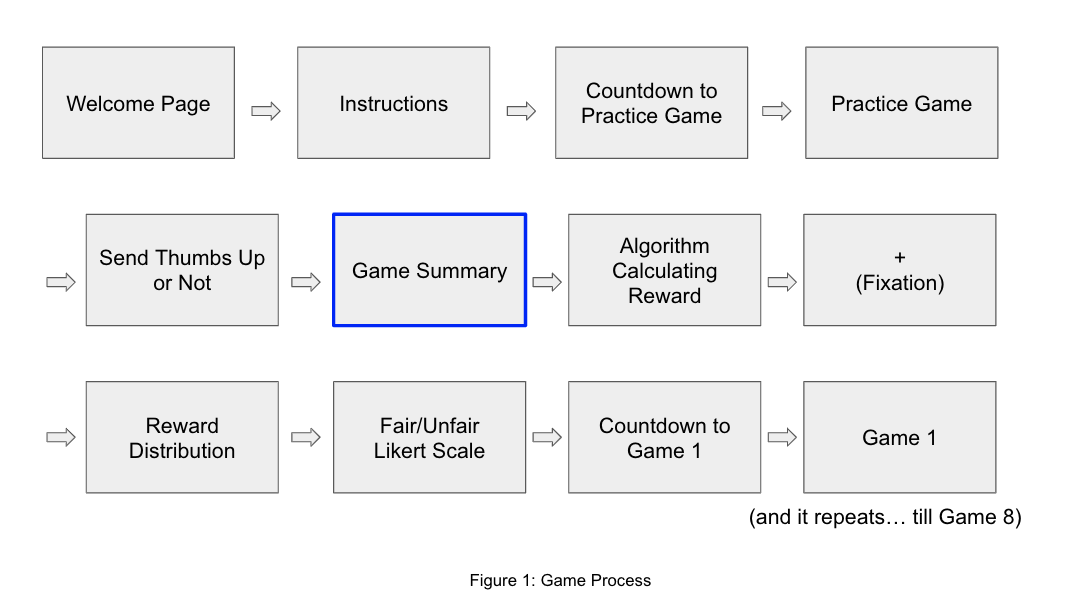 Welcome Page
Instructions
Countdown to
Practice Game
Practice Game
Send Thumbs Up
or Not
Game Summary
Algorithm
Calculating
Reward
+
(Fixation)
Reward
Distribution
Fair/Unfair
Likert Scale
Countdown to
Game 1
Game 1
(and it repeats… till Game 8)
Figure 1: Game Process